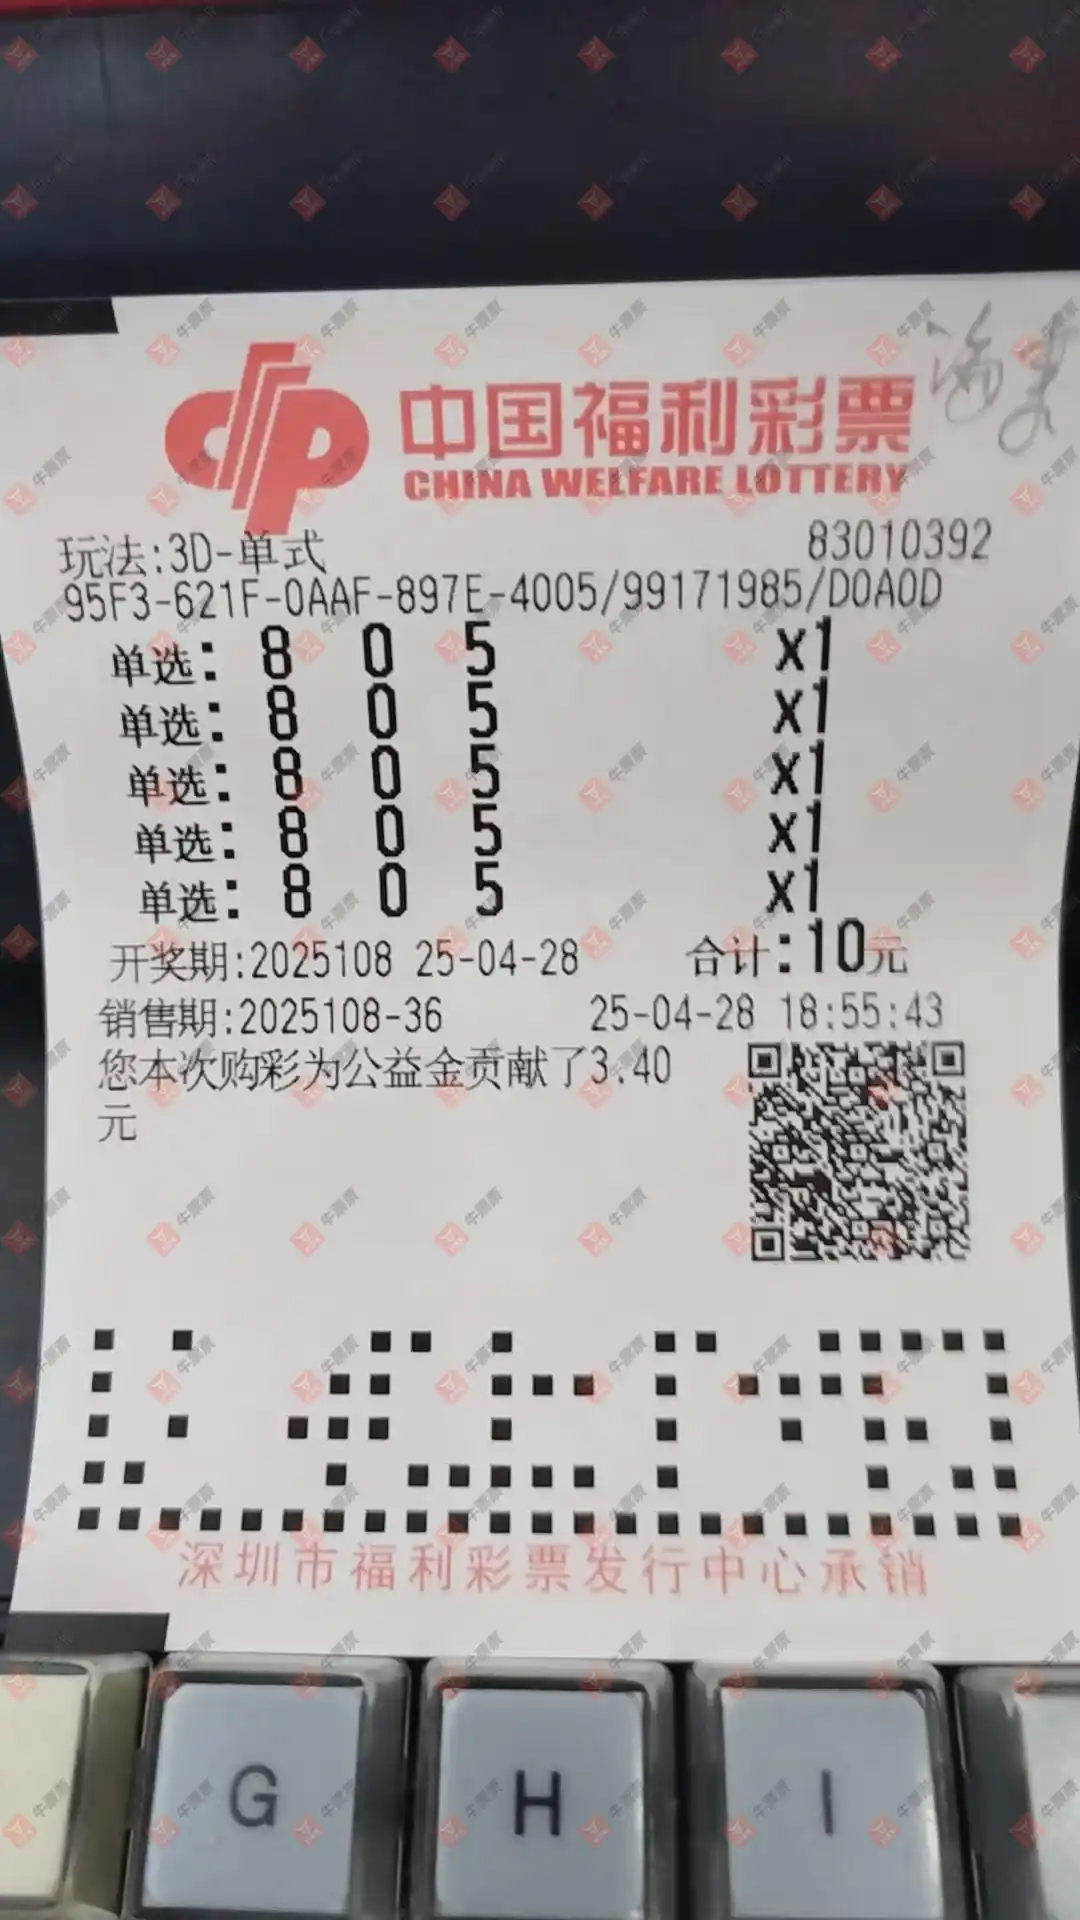 中国福利彩票
CHINA WELFARE LOTTERY
玩法:3D-单式 83010392
95F3-621F-0AAF-897E-4005/99171985/D0A0D
单选: 8 0 5 x1
单选: 8 0 5 x1
单选: 8 0 5 x1
单选: 8 0 5 x1
单选: 8 0 5 x1
开奖期:2025108 25-04-28 合计:10元
销售期:2025108-36 25-04-28 18:55:43
您本次购彩为公益金贡献了3.40
元
深圳市福利彩票发行中心承销
G H I
牛票票